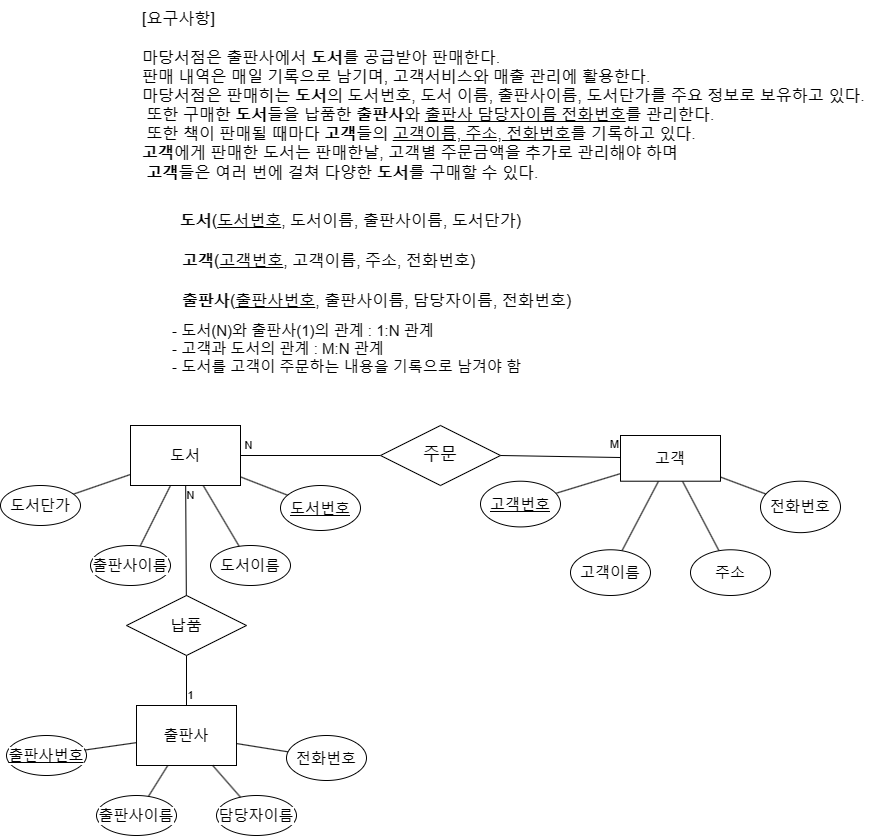 [요구사항]
마당서점은 출판사에서 도서를 공급받아 판매한다.
판매 내역은 매일 기록으로 남기며, 고객서비스와 매출 관리에 활용한다.
마당서점은 판매히는 도서의 도서번호, 도서 이름, 출판사이름, 도서단가를 주요 정보로 보유하고 있다.
또한 구매한 도서들을 납품한 출판사와 출판사 담당자이름 전화번호를 관리한다.
또한 책이 판매될 때마다 고객들의 고객이름, 주소, 전화번호를 기록하고 있다.
고객에게 판매한 도서는 판매한날, 고객별 주문금액을 추가로 관리해야 하며
고객들은 여러 번에 걸쳐 다양한 도서를 구매할 수 있다.
도서(도서번호, 도서이름, 출판사이름, 도서단가)
고객(고객번호, 고객이름, 주소, 전화번호)
출판사(출판사번호, 출판사이름, 담당자이름, 전화번호)
- 도서(N)와 출판사(1)의 관계 : 1:N 관계
- 고객과 도서의 관계 : M:N 관계
- 도서를 고객이 주문하는 내용을 기록으로 남겨야 함
도서 N 주문 M 고객
도서단가 N 도서번호 고객번호 전화번호
출판사이름 도서이름 고객이름 주소
납품
1
출판사
출판사번호 전화번호
출판사이름 담당자이름